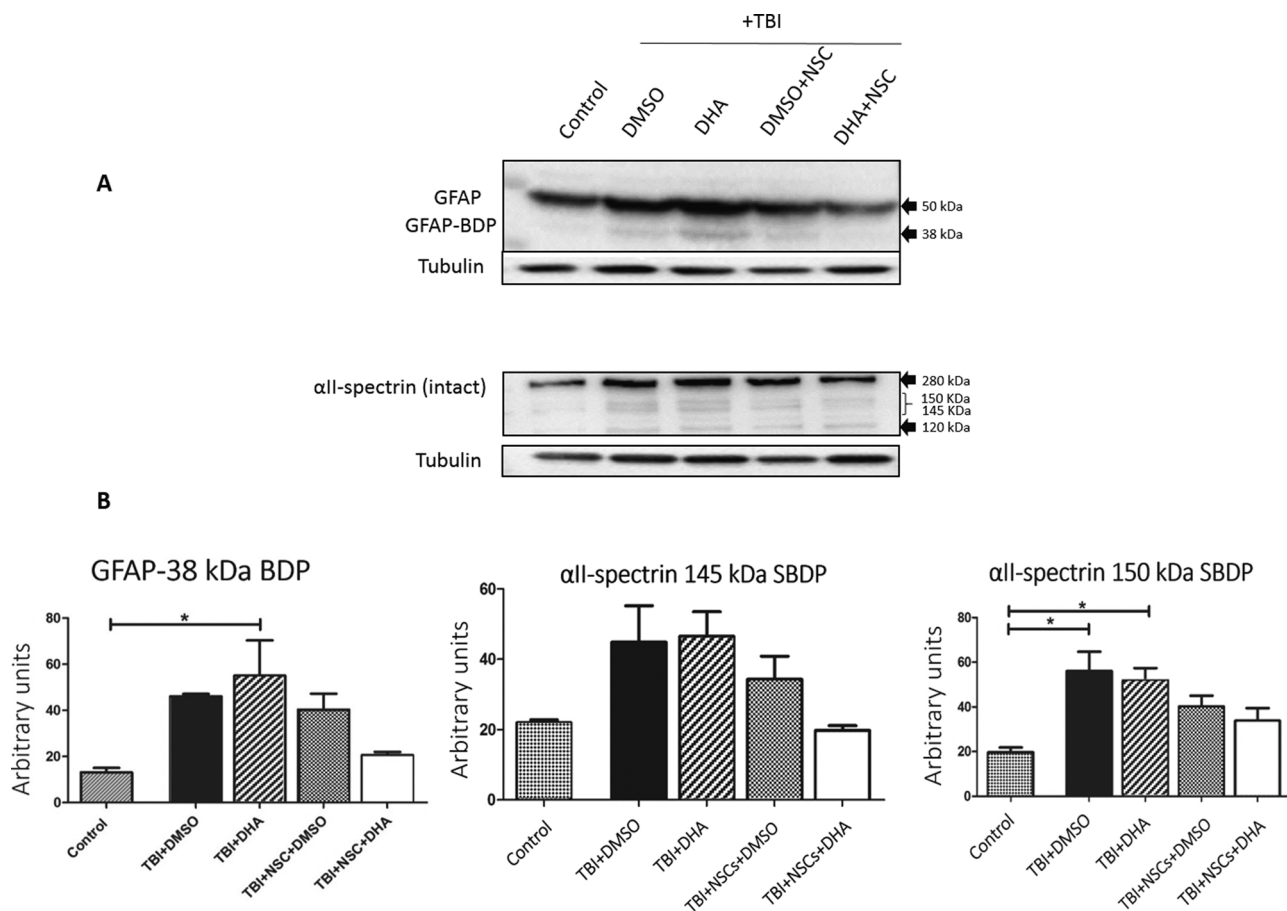 +TBI
Control
DMSO
DHA
DMSO+NSC
DHA+NSC
A
GFAP
50 kDa
GFAP-BDP
38 kDa
Tubulin
αII-spectrin (intact)
280 kDa
150 KDa
145 KDa
120 kDa
Tubulin
B
GFAP-38 kDa BDP
Arbitrary units
80
60
40
20
0
*
Control
TBI+DMSO
TBI+DHA
TBI+NSC+DMSO
TBI+NSC+DHA
αII-spectrin 145 kDa SBDP
Arbitrary units
60
40
20
0
Control
TBI+DMSO
TBI+DHA
TBI+NSCs+DMSO
TBI+NSCs+DHA
αII-spectrin 150 kDa SBDP
Arbitrary units
80
60
40
20
0
*
*
Control
TBI+DMSO
TBI+DHA
TBI+NSCs+DMSO
TBI+NSCs+DHA